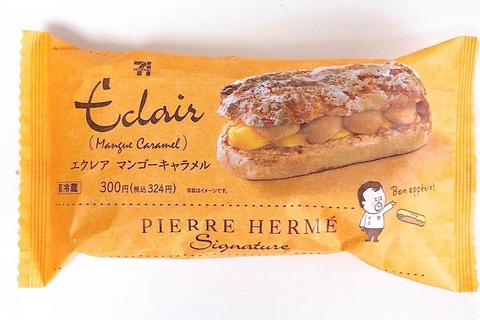 Éclair
(Mangue Caramel)
エクレア マンゴーキャラメル
要冷蔵 300円(税込324円) 写真はイメージです。
Bon appétit!
PIERRE HERMÉ
Signature